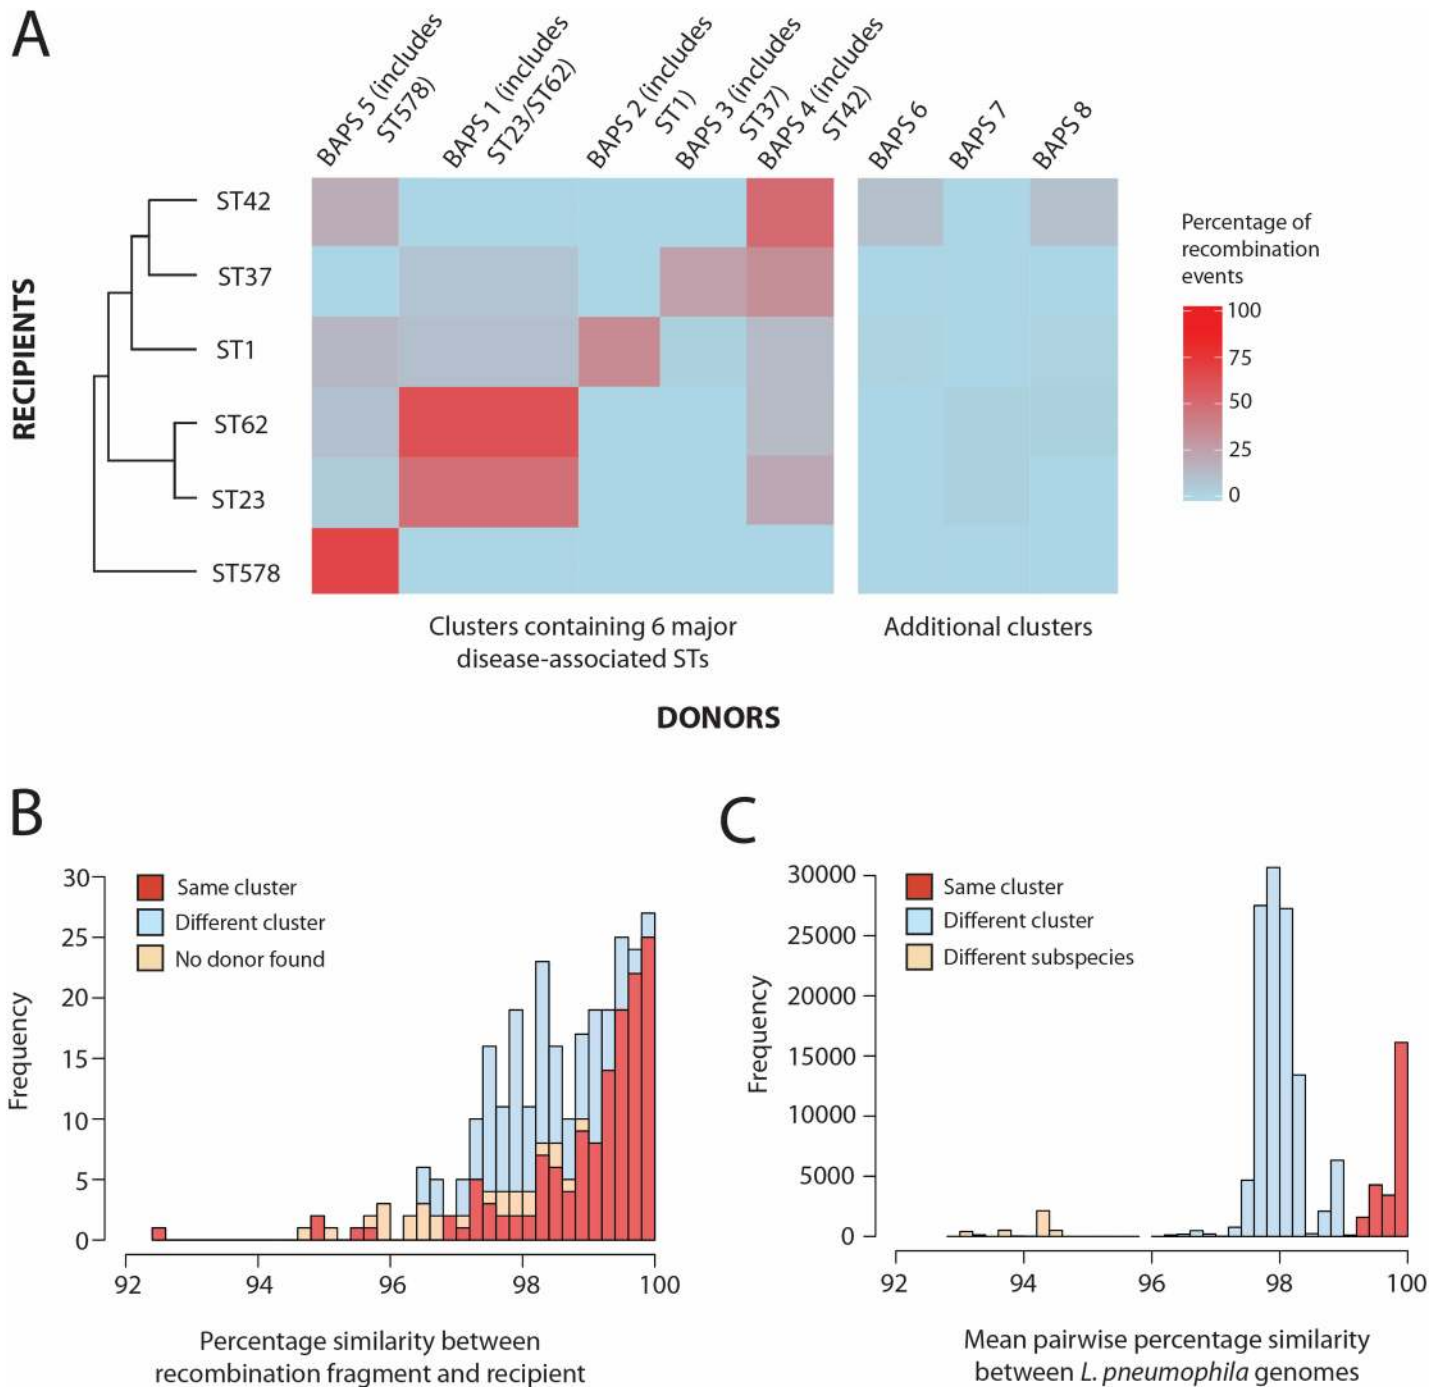 A
BAPS 5 (includes
ST578)
BAPS 1 (includes
ST23/ST62)
BAPS 2 (includes
ST1)
BAPS 3 (includes
ST37)
BAPS 4 (includes
ST42)
BAPS 6
BAPS 7
BAPS 8
RECIPIENTS
ST42
ST37
ST1
ST62
ST23
ST578
Percentage of
recombination
events
100
75
50
25
0
Clusters containing 6 major
disease-associated STs
Additional clusters
DONORS
B
Same cluster
Different cluster
No donor found
Frequency
30
25
20
15
10
5
0
92 94 96 98 100
Percentage similarity between
recombination fragment and recipient
C
Same cluster
Different cluster
Different subspecies
Frequency
30000
25000
20000
15000
10000
5000
0
92 94 96 98 100
Mean pairwise percentage similarity
between L. pneumophila genomes